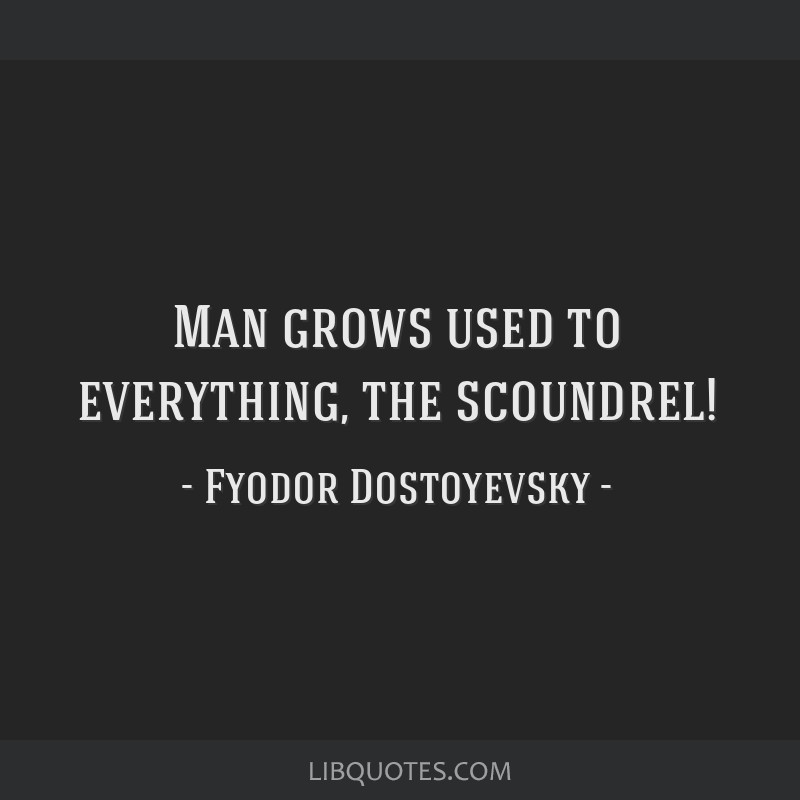 Man grows used to
everything, the scoundrel!
- Fyodor Dostoyevsky -
LIBQUOTES.COM